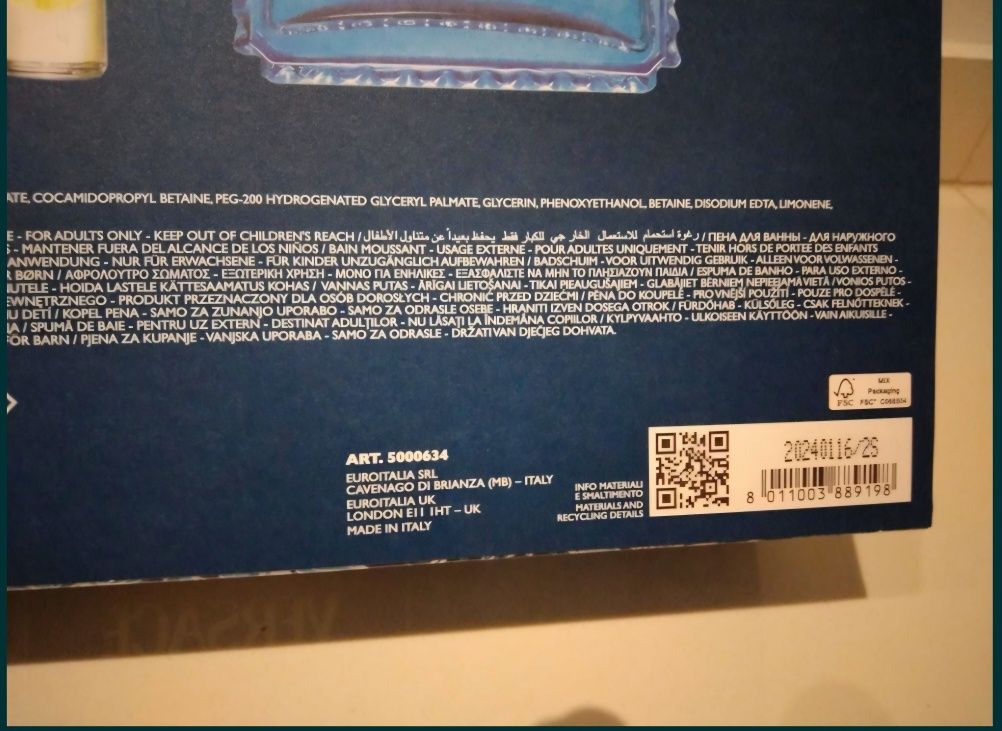 ATE, COCAMIDOPROPYL BETAINE, PEG-200 HYDROGENATED GLYCERYL PALMATE, GLYCERIN, PHENOXYETHANOL, BETAINE, DISODIUM EDTA, LIMONENE,
E - FOR ADULTS ONLY - KEEP OUT OF CHILDREN'S REACH / رغوة استحمام للاستعمال الخارجي للكبار فقط يحفظ بعيداً عن متناول الأطفال / ПЕНА ДЛЯ ВАННЫ - ДЛЯ НАРУЖНОГО
S - MANTENER FUERA DEL ALCANCE DE LOS NIÑOS / BAIN MOUSSANT - USAGE EXTERNE - POUR ADULTES UNIQUEMENT - TENIR HORS DE PORTEE DES ENFANTS
ANWENDUNG - NUR FÜR ERWACHSENE - FÜR KINDER UNZUGÄNGLICH AUFBEWAHREN / BADSCHUIM - VOOR UITWENDIG GEBRUIK - ALLEEN VOOR VOLWASSENEN -
R BØRN / ΑΦΡΟΛΟΥΤΡΟ ΣΩΜΑΤΟΣ - ΕΞΩΤΕΡΙΚΗ ΧΡΗΣΗ - ΜΟΝΟ ΓΙΑ ΕΝΗΛΙΚΕΣ - ΕΞΑΣΦΑΛΙΣΤΕ ΝΑ ΜΗΝ ΤΟ ΠΛΗΣΙΑΖΟΥΝ ΠΑΙΔΙΑ / ESPUMA DE BANHO - PARA USO EXTERNO -
UTELE - HOIDA LASTELE KÄTTESAAMATUS KOHAS / VANNAS PUTAS - ĀRĪGAI LIETOŠANAI - TIKAI PIEAUGUŠAJIEM - GLABĀJIET BĒRNIEM NEPIEEJAMĀ VIETĀ / VONIOS PUTOS -
EWNĘTRZNEGO - PRODUKT PRZEZNACZONY DLA OSÓB DOROSŁYCH - CHRONIĆ PRZED DZIEĆMI / PĚNA DO KOUPELE - PRO VNĚJŠÍ POUŽITÍ - POUZE PRO DOSPĚLÉ -
U DETÍ / KOPEL PENA - SAMO ZA ZUNANJO UPORABO - SAMO ZA ODRASLE OSEBE - HRANITI IZVEN DOSEGA OTROK / FÜRDŐHAB - KÜLSŐLEG - CSAK FELNŐTTEKNEK -
/ SPUMĂ DE BAIE - PENTRU UZ EXTERN - DESTINAT ADULȚILOR - NU LĂSAȚI LA ÎNDEMÂNA COPIILOR / KYLPYVAAHTO - ULKOISEEN KÄYTTÖÖN - VAIN AIKUISILLE -
FÖR BARN / PJENA ZA KUPANJE - VANJSKA UPORABA - SAMO ZA ODRASLE - DRŽATI VAN DJEČJEG DOHVATA.
MIX
Packaging
FSC
FSC®
ART. 5000634
EUROITALIA SRL
CAVENAGO DI BRIANZA (MB) – ITALY
EUROITALIA UK
LONDON E11 1HT – UK
MADE IN ITALY
INFO MATERIALI
E SMALTIMENTO
MATERIALS AND
RECYCLING DETAILS
20240116/2S
8 011003 889198
VERSACE